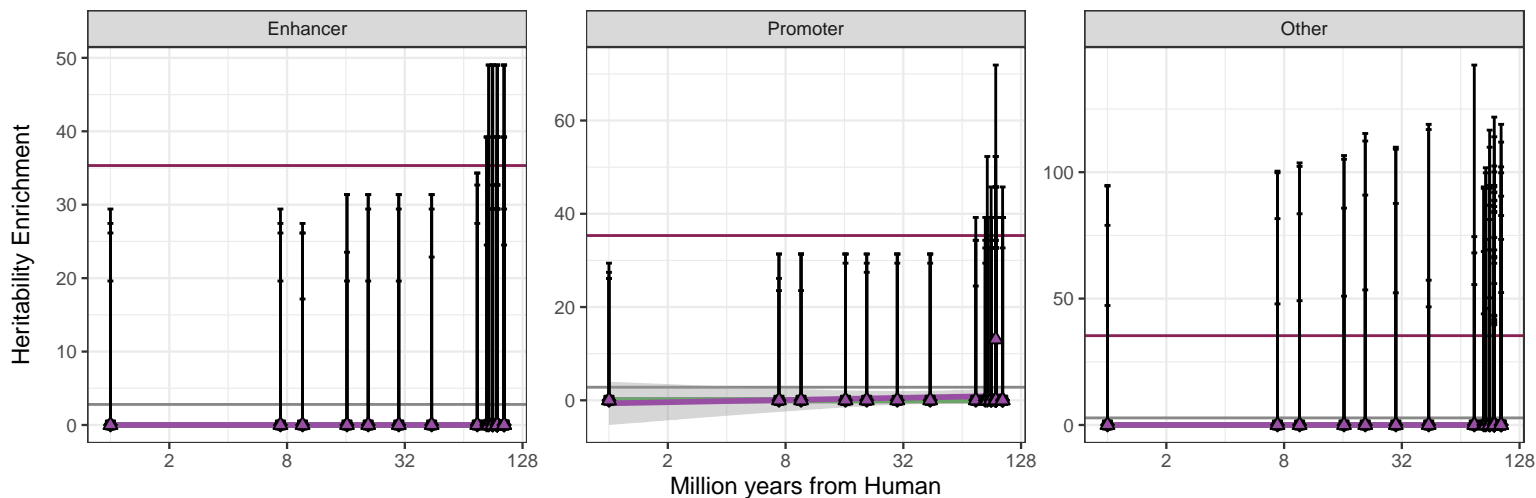 Enhancer
Promoter
Other
Heritability Enrichment
50
40
30
20
10
0
60
40
20
0
100
50
0
2 8 32 128
2 8 32 128
2 8 32 128
Million years from Human